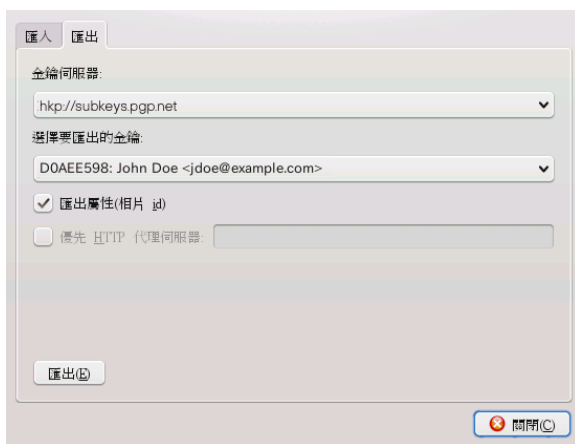 匯入 匯出
金鑰伺服器:
hkp://subkeys.pgp.net
選擇要匯出的金鑰:
D0AEE598: John Doe <jdoe@example.com>
匯出屬性(相片 id)
優先 HTTP 代理伺服器:
匯出(E)
關閉(C)